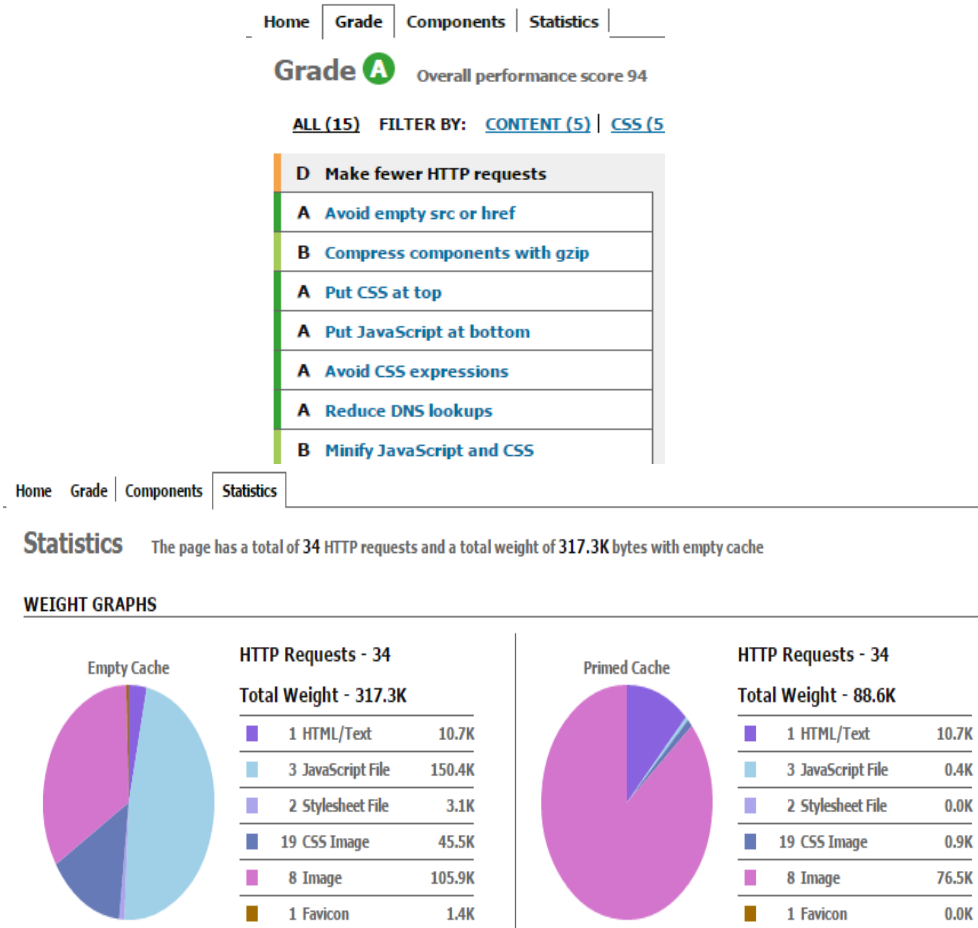 Home Grade Components Statistics
Grade A Overall performance score 94
ALL (15) FILTER BY: CONTENT (5) CSS (5
D Make fewer HTTP requests
A Avoid empty src or href
B Compress components with gzip
A Put CSS at top
A Put JavaScript at bottom
A Avoid CSS expressions
A Reduce DNS lookups
B Minify JavaScript and CSS
Home Grade Components Statistics
Statistics The page has a total of 34 HTTP requests and a total weight of 317.3K bytes with empty cache
WEIGHT GRAPHS
Empty Cache
HTTP Requests - 34
Total Weight - 317.3K
1 HTML/Text 10.7K
3 JavaScript File 150.4K
2 Stylesheet File 3.1K
19 CSS Image 45.5K
8 Image 105.9K
1 Favicon 1.4K
Primed Cache
HTTP Requests - 34
Total Weight - 88.6K
1 HTML/Text 10.7K
3 JavaScript File 0.4K
2 Stylesheet File 0.0K
19 CSS Image 0.9K
8 Image 76.5K
1 Favicon 0.0K